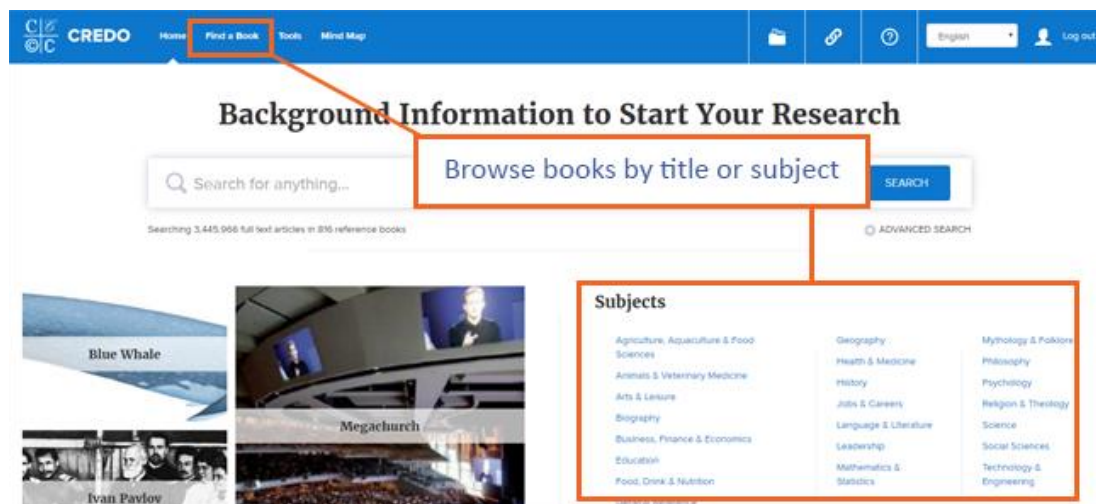 C
©C
CREDO
Home
Find a Book
Tools
Mind Map
English
Log out
Background Information to Start Your Research
Search for anything...
Browse books by title or subject
SEARCH
Searching 3,445,966 full text articles in 816 reference books
ADVANCED SEARCH
Blue Whale
Megachurch
Ivan Pavlov
Subjects
Agriculture, Aquaculture & Food
Sciences
Animals & Veterinary Medicine
Arts & Leisure
Biography
Business, Finance & Economics
Education
Food, Drink & Nutrition
Geography
Health & Medicine
History
Jobs & Careers
Language & Literature
Leadership
Mathematics &
Statistics
Mythology & Folklore
Philosophy
Psychology
Religion & Theology
Science
Social Sciences
Technology &
Engineering